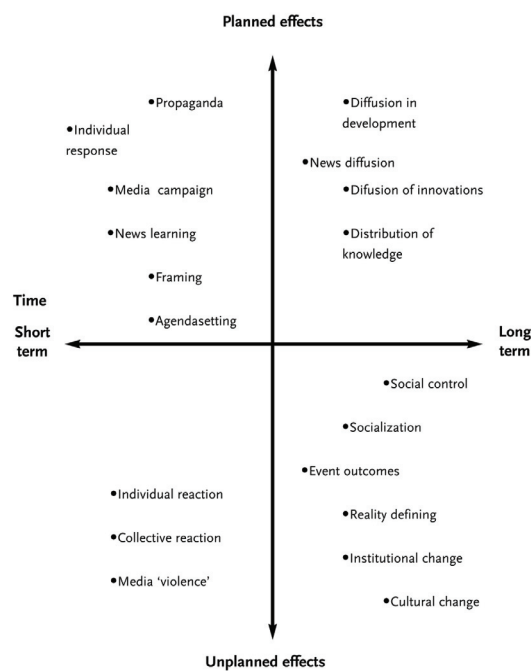 Planned effects
•Propaganda
•Diffusion in
development
•Individual
response
•News diffusion
•Media campaign
•Difusion of innovations
•News learning
•Distribution of
knowledge
•Framing
Time
•Agendasetting
Short
term
Long
term
•Social control
•Socialization
•Event outcomes
•Individual reaction
•Reality defining
•Collective reaction
•Institutional change
•Media ‘violence’
•Cultural change
Unplanned effects